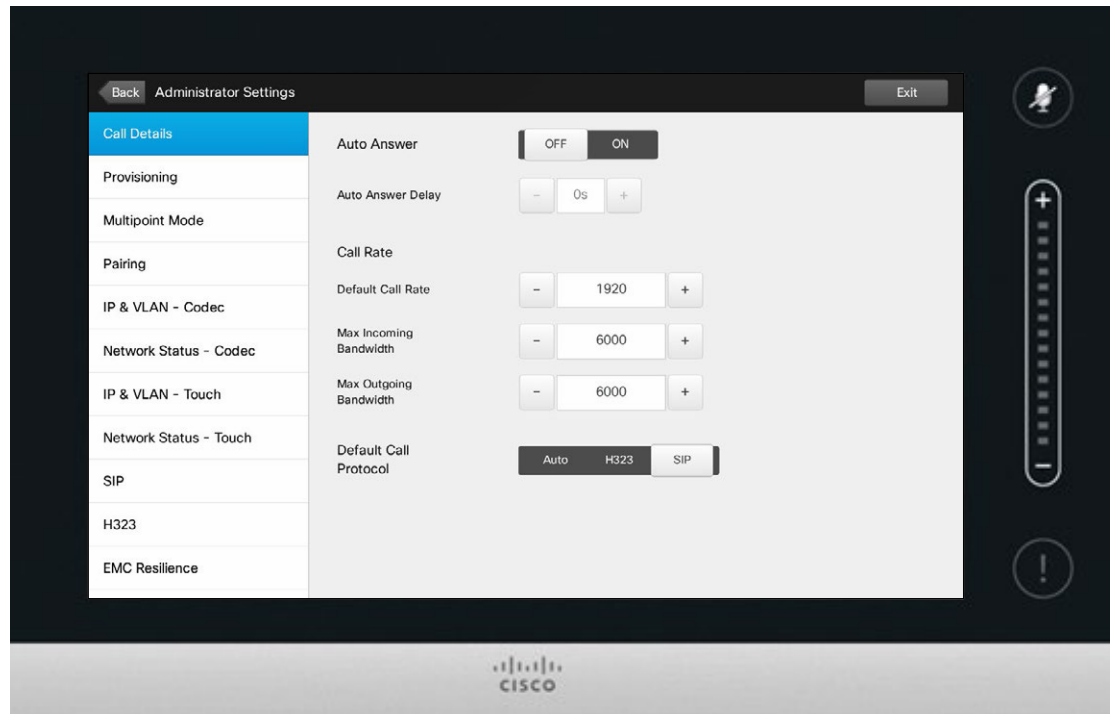 Back Administrator Settings Exit
Call Details
Provisioning
Multipoint Mode
Pairing
IP & VLAN - Codec
Network Status - Codec
IP & VLAN - Touch
Network Status - Touch
SIP
H323
EMC Resilience
Auto Answer OFF ON
Auto Answer Delay - 0s +
Call Rate
Default Call Rate - 1920 +
Max Incoming
Bandwidth - 6000 +
Max Outgoing
Bandwidth - 6000 +
Default Call
Protocol Auto H323 SIP
+
-
!
CISCO